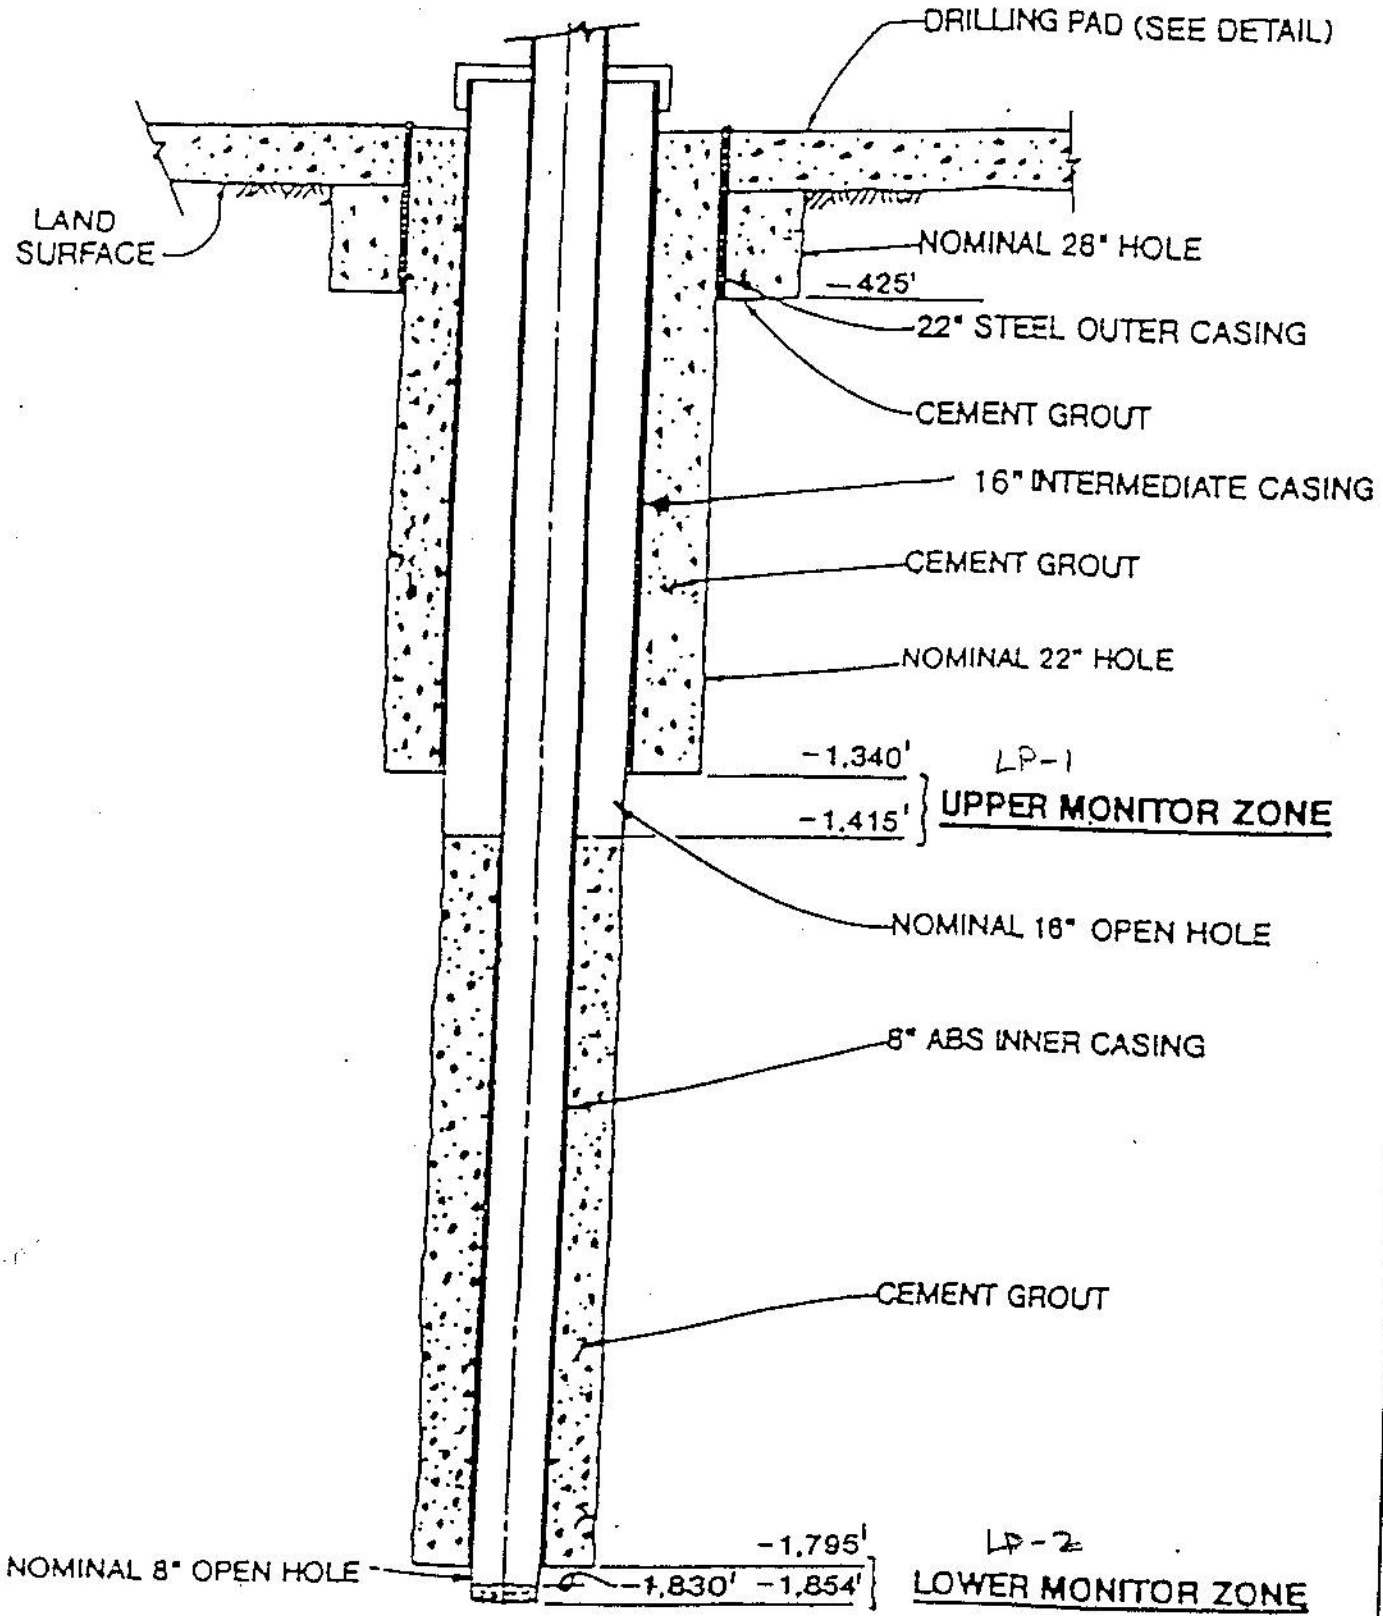 DRILLING PAD (SEE DETAIL)
LAND
SURFACE
NOMINAL 28" HOLE
-425'
22" STEEL OUTER CASING
CEMENT GROUT
16" INTERMEDIATE CASING
CEMENT GROUT
NOMINAL 22" HOLE
-1,340'
LP-1
UPPER MONITOR ZONE
-1,415'
NOMINAL 16" OPEN HOLE
8" ABS INNER CASING
CEMENT GROUT
-1,795'
LP-2
NOMINAL 8" OPEN HOLE
-1,830' -1,854'
LOWER MONITOR ZONE